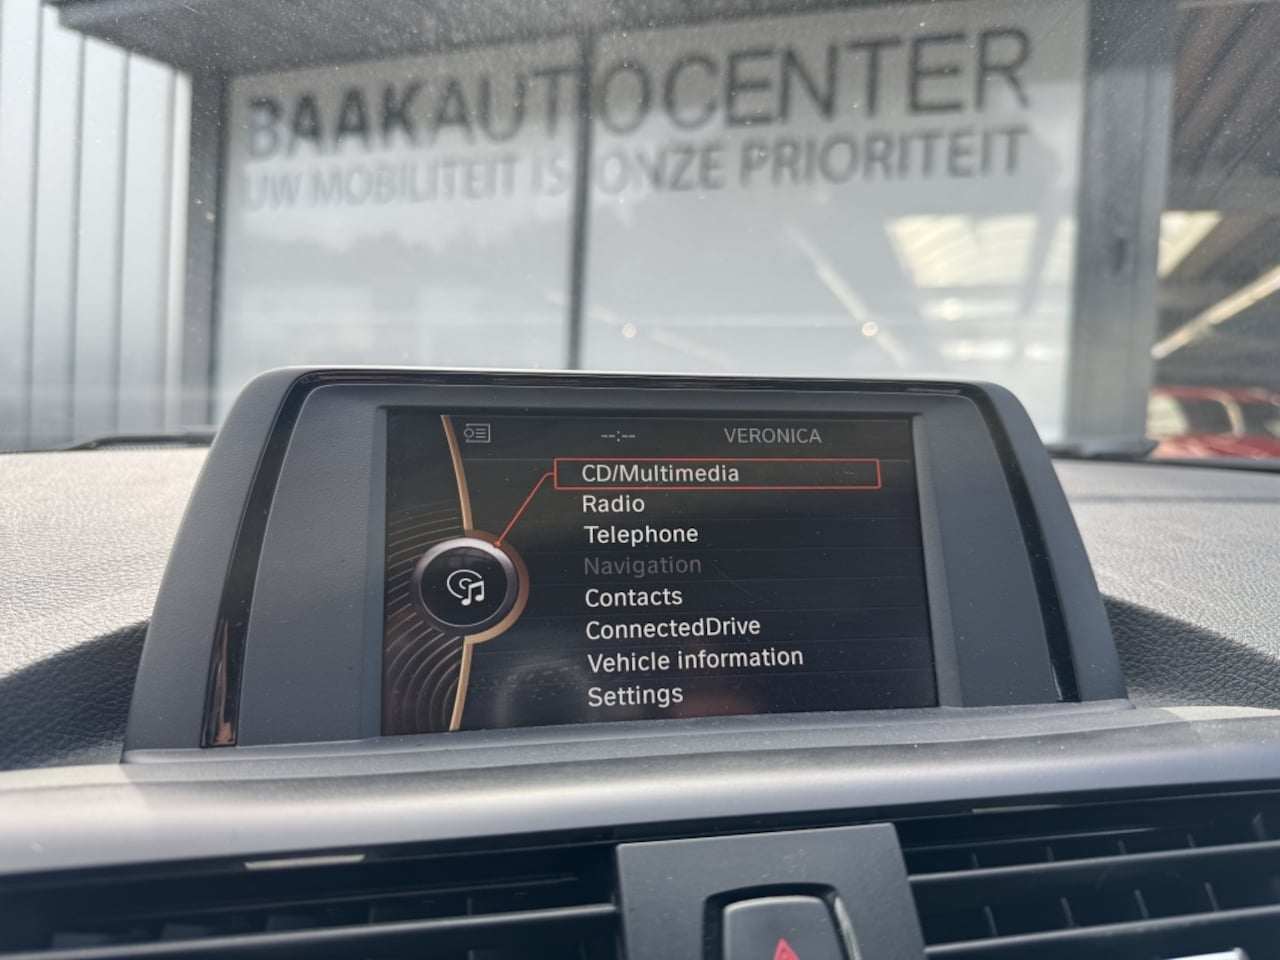 BAAKAUTOCENTER
UW MOBILITEIT IS ONZE PRIORITEIT
--:-- VERONICA
CD/Multimedia
Radio
Telephone
Navigation
Contacts
ConnectedDrive
Vehicle information
Settings